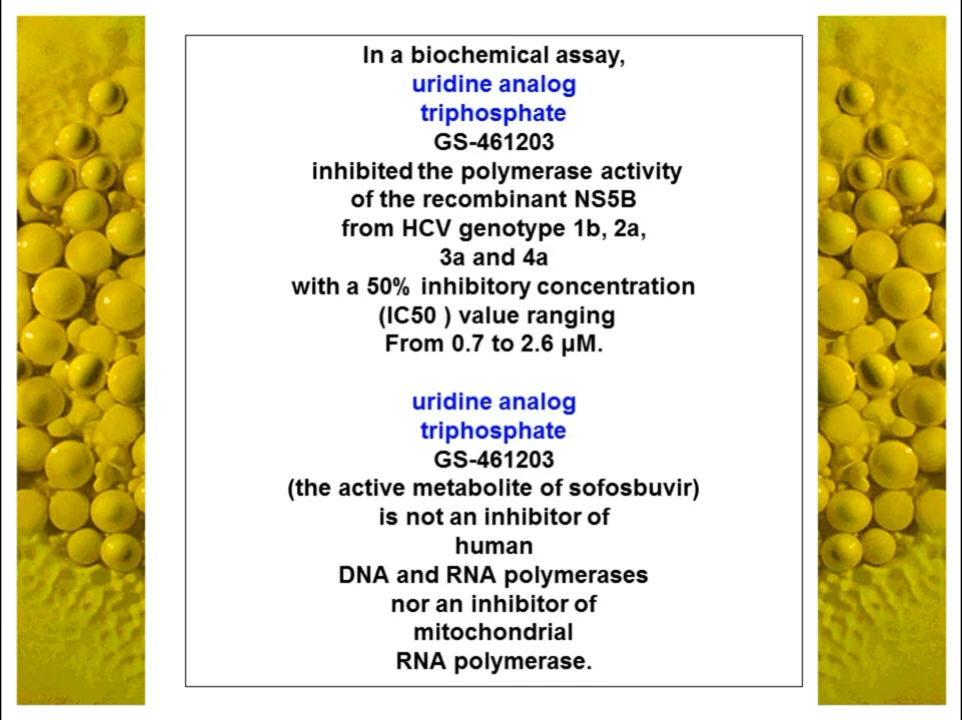 In a biochemical assay,
uridine analog
triphosphate
GS-461203
inhibited the polymerase activity
of the recombinant NS5B
from HCV genotype 1b, 2a,
3a and 4a
with a 50% inhibitory concentration
(IC50 ) value ranging
From 0.7 to 2.6 µM.
uridine analog
triphosphate
GS-461203
(the active metabolite of sofosbuvir)
is not an inhibitor of
human
DNA and RNA polymerases
nor an inhibitor of
mitochondrial
RNA polymerase.